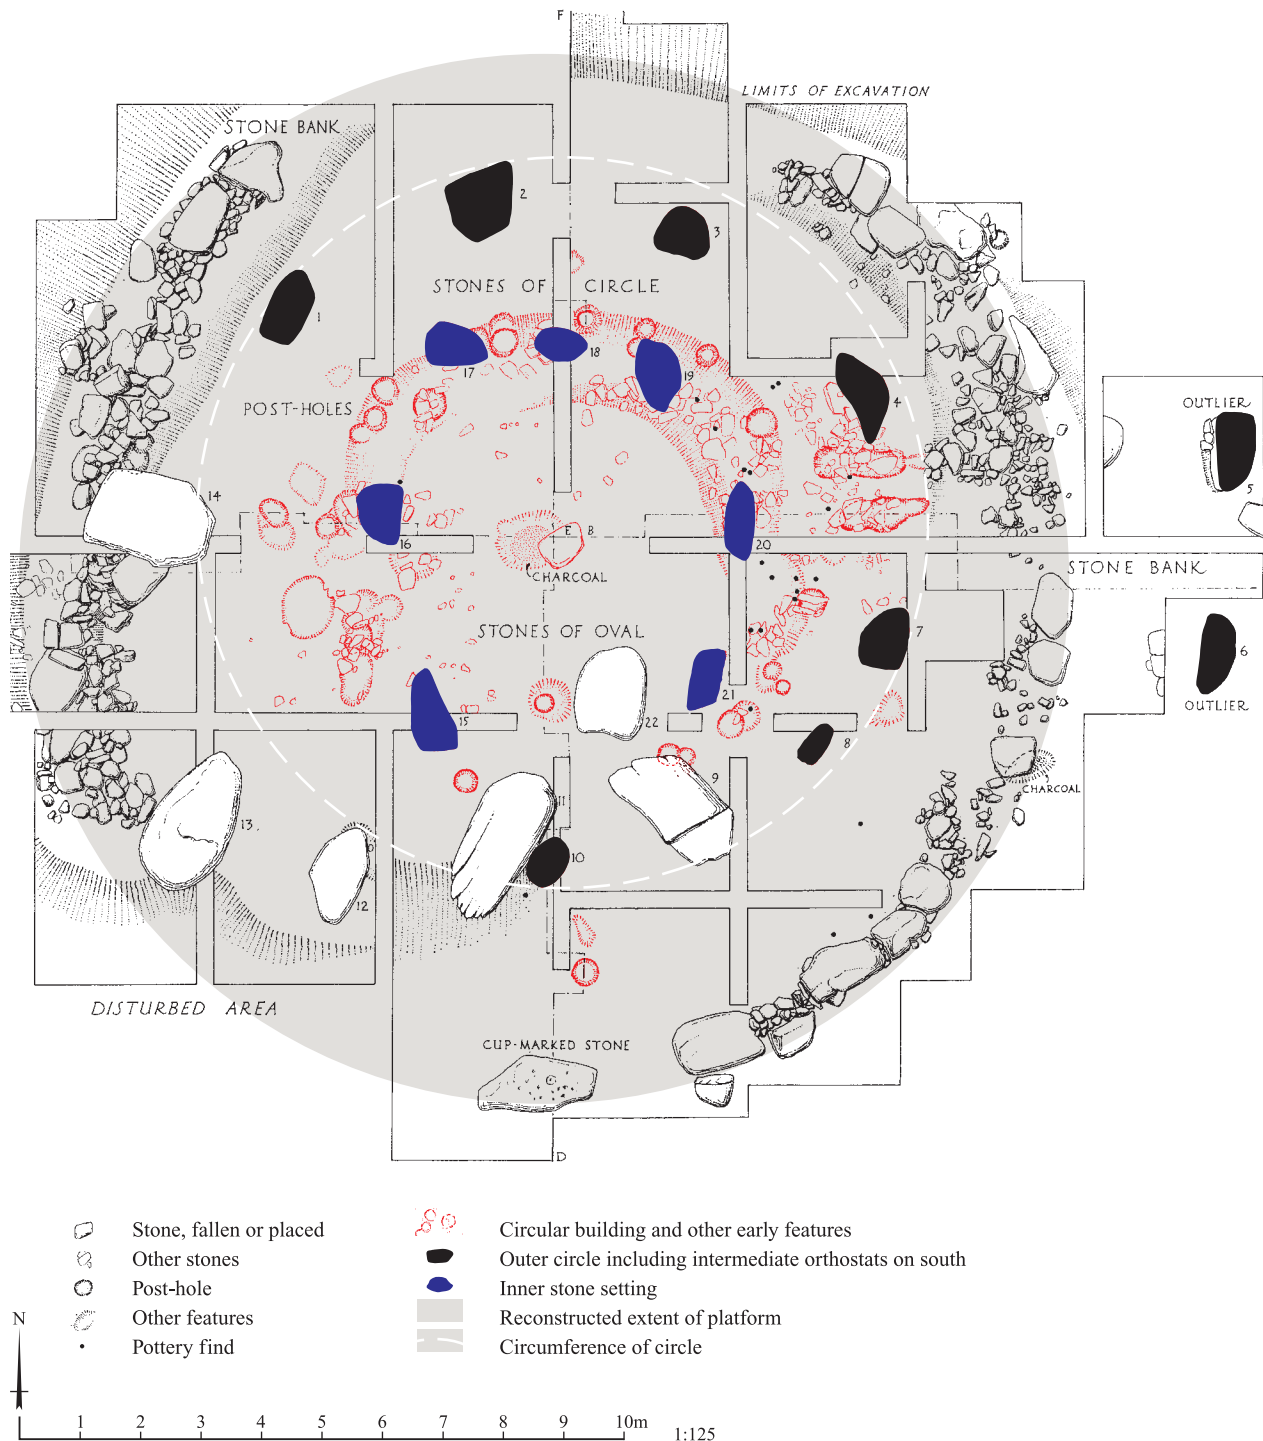 F
LIMITS OF EXCAVATION
STONE BANK
2
3
STONES OF CIRCLE
1
18
17
19
4
POST-HOLES
OUTLIER
5
14
E B
16
20
CHARCOAL
STONE BANK
STONES OF OVAL
7
6
OUTLIER
21
15
22
8
9
CHARCOAL
11
13
10
12
DISTURBED AREA
CUP-MARKED STONE
D
Stone, fallen or placed
Other stones
Post-hole
Other features
Pottery find
Circular building and other early features
Outer circle including intermediate orthostats on south
Inner stone setting
Reconstructed extent of platform
Circumference of circle
N
1 2 3 4 5 6 7 8 9 10m
1:125